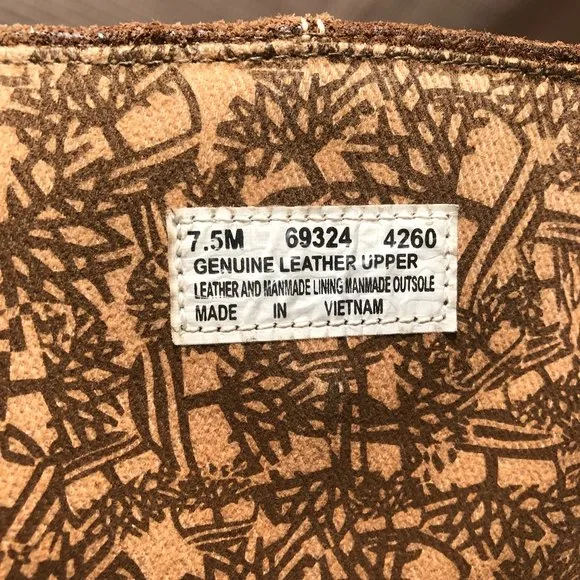 7.5M 69324 4260
GENUINE LEATHER UPPER
LEATHER AND MANMADE LINING MANMADE OUTSOLE
MADE IN VIETNAM